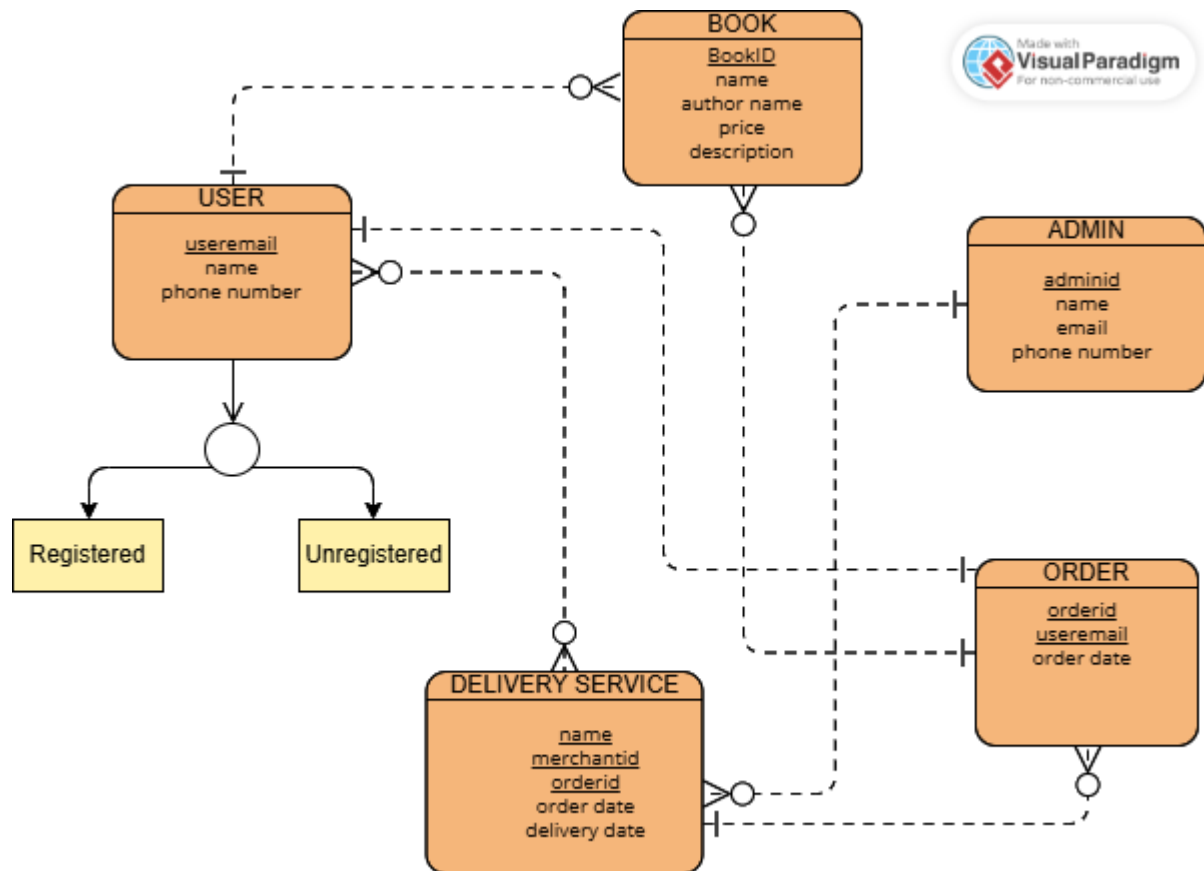 BOOK
BookID
name
author name
price
description
Made with
VisualParadigm
For non-commercial use
USER
useremail
name
phone number
ADMIN
adminid
name
email
phone number
Registered
Unregistered
ORDER
orderid
useremail
order date
DELIVERY SERVICE
name
merchantid
orderid
order date
delivery date